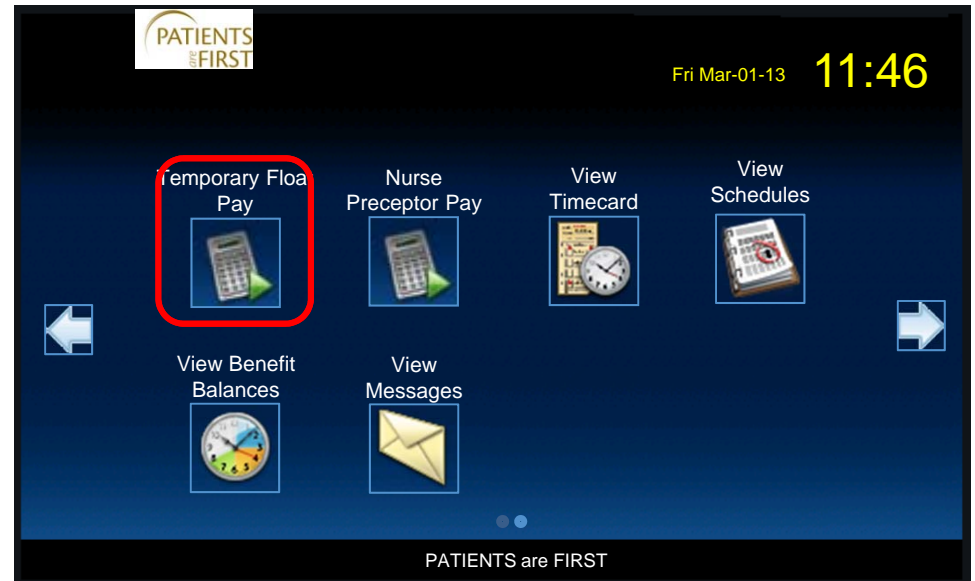 PATIENTS
are FIRST
Fri Mar-01-13 11:46
Temporary Float
Pay
Nurse
Preceptor Pay
View
Timecard
View
Schedules
View Benefit
Balances
View
Messages
PATIENTS are FIRST